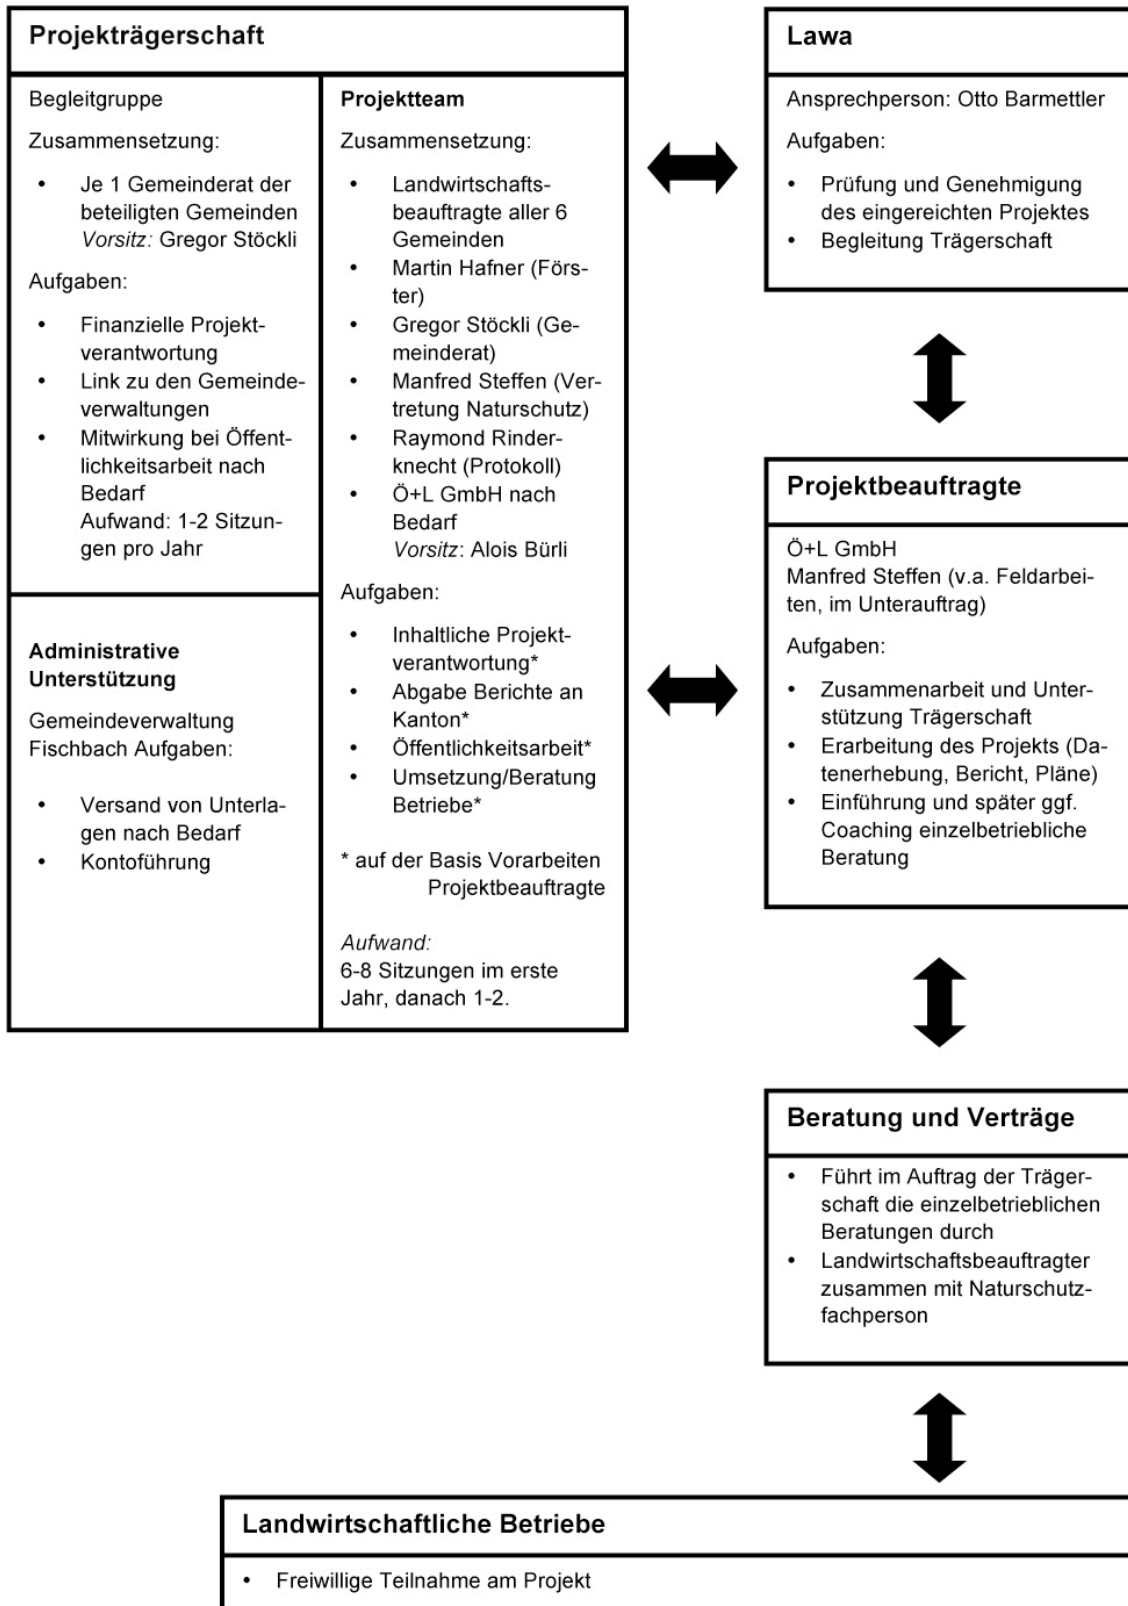 Projekträgerschaft
Begleitgruppe
Zusammensetzung:
• Je 1 Gemeinderat der
beteiligten Gemeinden
Vorsitz: Gregor Stöckli
Aufgaben:
• Finanzielle Projekt-
verantwortung
• Link zu den Gemeinde-
verwaltungen
• Mitwirkung bei Öffent-
lichkeitsarbeit nach
Bedarf
Aufwand: 1-2 Sitzun-
gen pro Jahr
Administrative
Unterstützung
Gemeindeverwaltung
Fischbach Aufgaben:
• Versand von Unterla-
gen nach Bedarf
• Kontoführung
Projektteam
Zusammensetzung:
• Landwirtschafts-
beauftragte aller 6
Gemeinden
• Martin Hafner (Förs-
ter)
• Gregor Stöckli (Ge-
meinderat)
• Manfred Steffen (Ver-
tretung Naturschutz)
• Raymond Rinder-
knecht (Protokoll)
• Ö+L GmbH nach
Bedarf
Vorsitz: Alois Bürli
Aufgaben:
• Inhaltliche Projekt-
verantwortung*
• Abgabe Berichte an
Kanton*
• Öffentlichkeitsarbeit*
• Umsetzung/Beratung
Betriebe*
* auf der Basis Vorarbeiten
Projektbeauftragte
Aufwand:
6-8 Sitzungen im erste
Jahr, danach 1-2.
Lawa
Ansprechperson: Otto Barmettler
Aufgaben:
• Prüfung und Genehmigung
des eingereichten Projektes
• Begleitung Trägerschaft
Projektbeauftragte
Ö+L GmbH
Manfred Steffen (v.a. Feldarbei-
ten, im Unterauftrag)
Aufgaben:
• Zusammenarbeit und Unter-
stützung Trägerschaft
• Erarbeitung des Projekts (Da-
tenerhebung, Bericht, Pläne)
• Einführung und später ggf.
Coaching einzelbetriebliche
Beratung
Beratung und Verträge
• Führt im Auftrag der Träger-
schaft die einzelbetrieblichen
Beratungen durch
• Landwirtschaftsbeauftragter
zusammen mit Naturschutz-
fachperson
Landwirtschaftliche Betriebe
• Freiwillige Teilnahme am Projekt